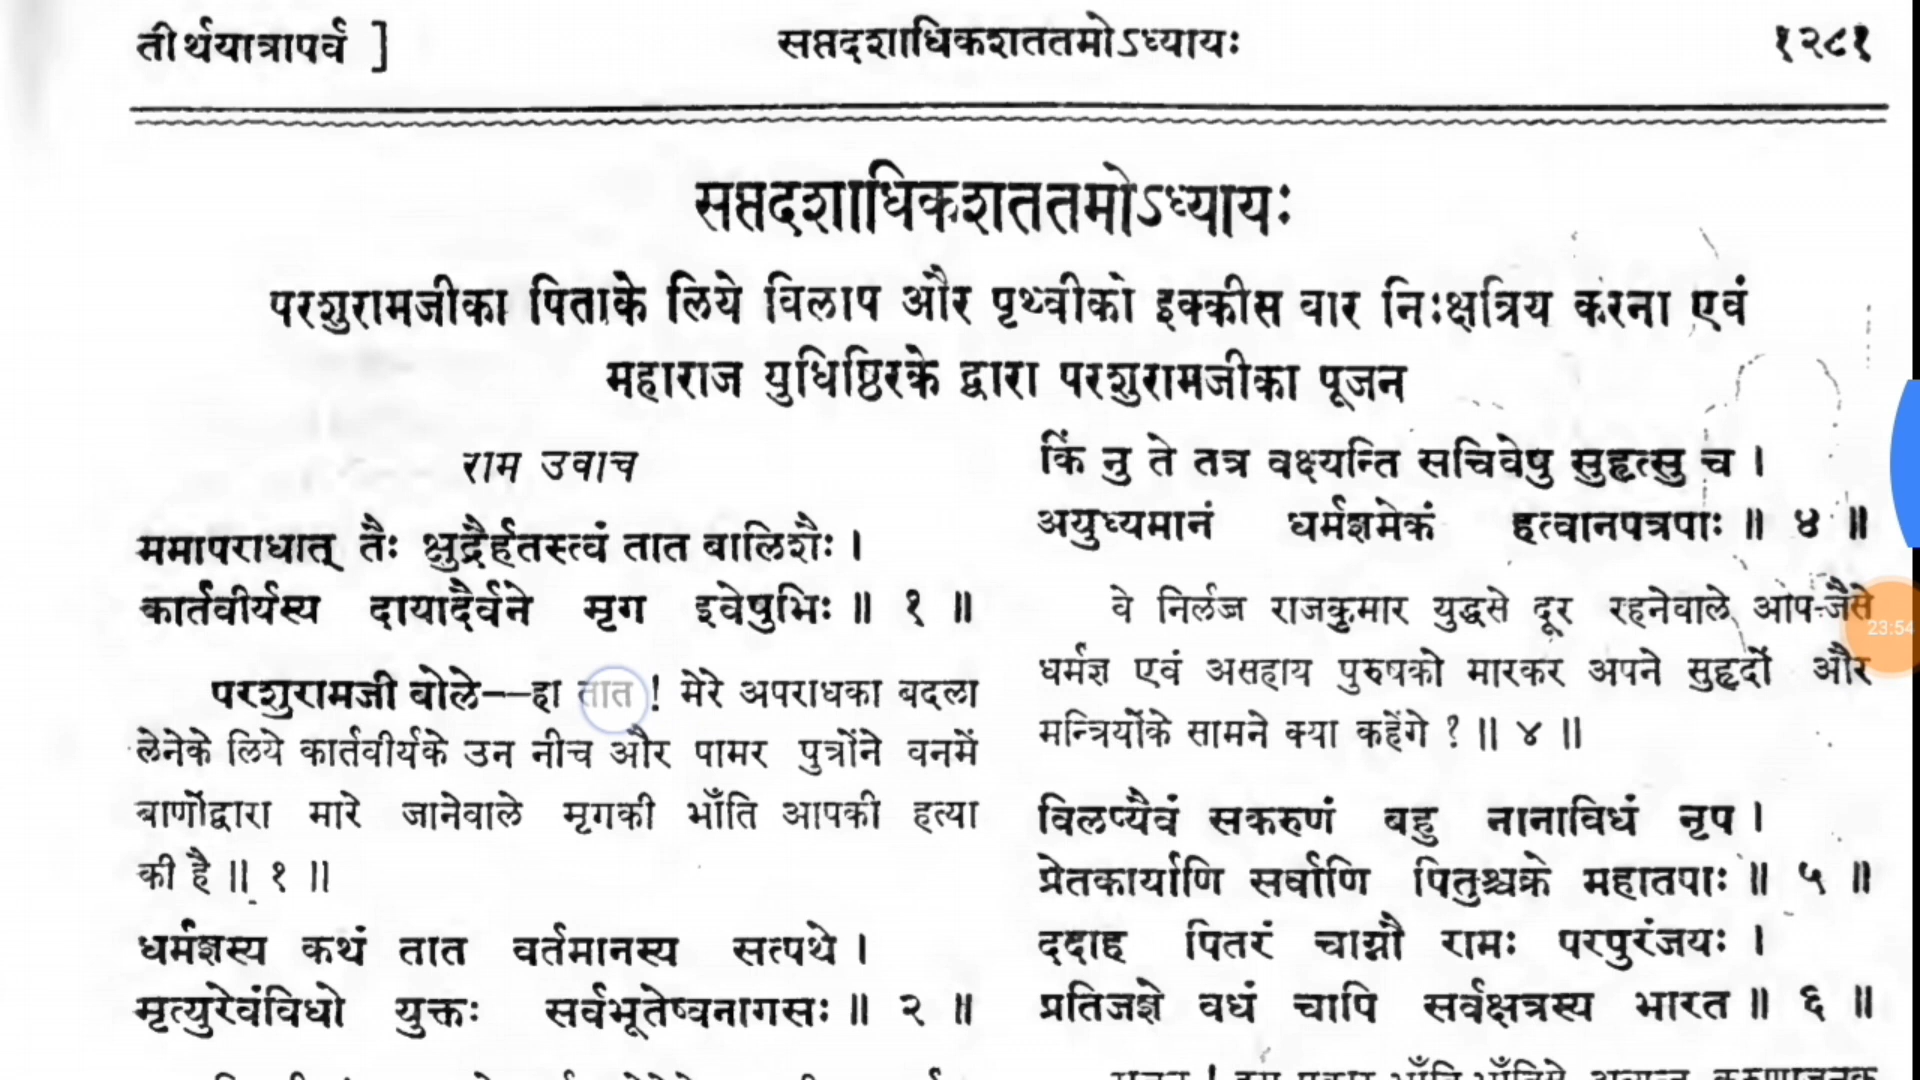 तीर्थयात्रापर्व ]
सप्तदशाधिकशततमोऽध्यायः
१२८१
सप्तदशाधिकशततमोऽध्यायः
परशुरामजीका पिताके लिये विलाप और पृथ्वीको इक्कीस बार निःक्षत्रिय करना एवं
महाराज युधिष्ठिरके द्वारा परशुरामजीका पूजन
राम उवाच
ममापराधात् तैः क्षुद्रैर्हतस्त्वं तात बालिशैः ।
कार्तवीर्यस्य दायादैर्वने मृग इवेषुभिः ॥ १ ॥
परशुरामजी बोले—हा तात ! मेरे अपराधका बदला
लेनेके लिये कार्तवीर्यके उन नीच और पामर पुत्रोंने वनमें
बाणोंद्वारा मारे जानेवाले मृगकी भाँति आपकी हत्या
की है ॥ १ ॥
धर्मज्ञस्य कथं तात वर्तमानस्य सत्पथे ।
मृत्युरेवंविधो युक्तः सर्वभूतेष्वनागसः ॥ २ ॥
किं नु ते तत्र वक्ष्यन्ति सचिवेषु सुहृत्सु च ।
अयुध्यमानं धर्मज्ञमेकं हत्वानपत्रपाः ॥ ४ ॥
वे निर्लज्ज राजकुमार युद्धसे दूर रहनेवाले आप-जैसे
धर्मज्ञ एवं असहाय पुरुषको मारकर अपने सुहृदों और
मन्त्रियोंके सामने क्या कहेंगे ? ॥ ४ ॥
विलप्यैवं सकरुणं बहु नानाविधं नृप ।
प्रेतकार्याणि सर्वाणि पितुश्चक्रे महातपाः ॥ ५ ॥
ददाह पितरं चाग्नौ रामः परपुरंजयः ।
प्रतिजज्ञे वधं चापि सर्वक्षत्रस्य भारत ॥ ६ ॥
23:54